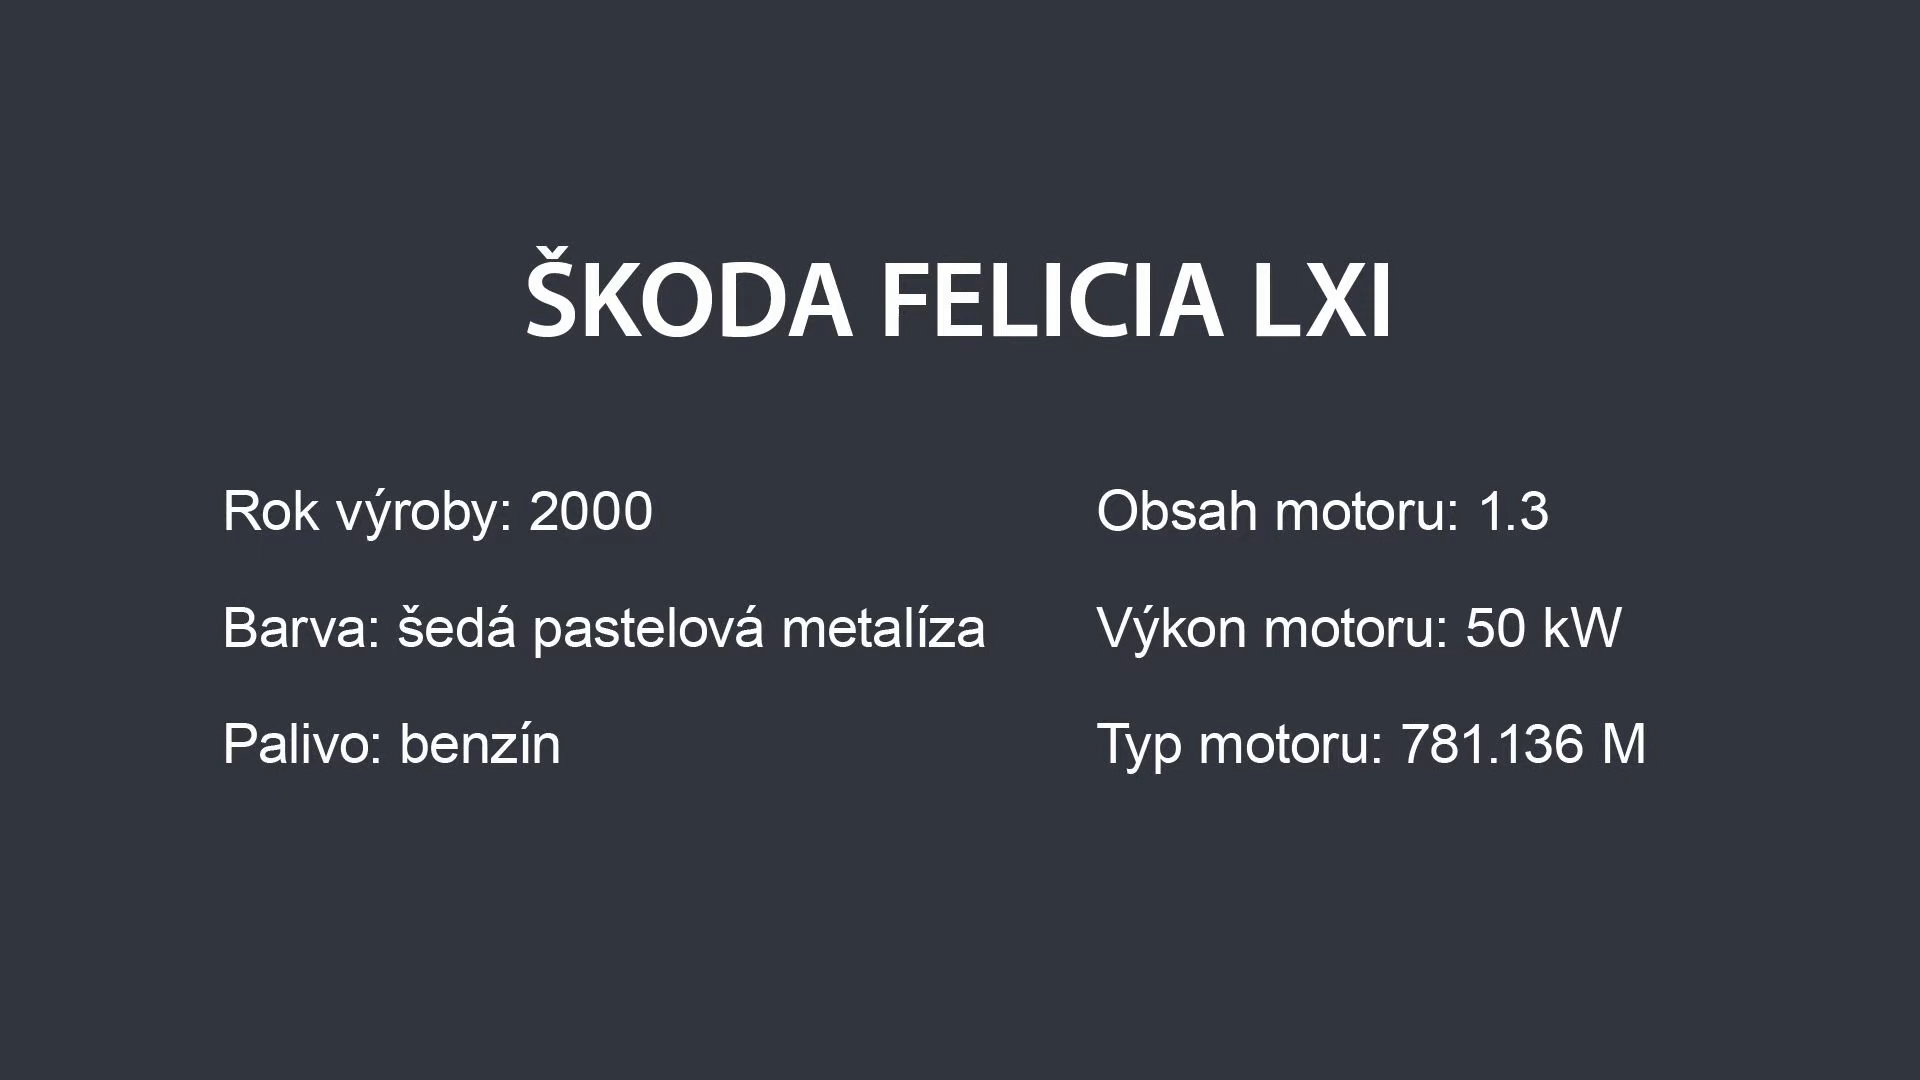 ŠKODA FELICIA LXI
Rok výroby: 2000
Barva: šedá pastelová metalíza
Palivo: benzín
Obsah motoru: 1.3
Výkon motoru: 50 kW
Typ motoru: 781.136 M